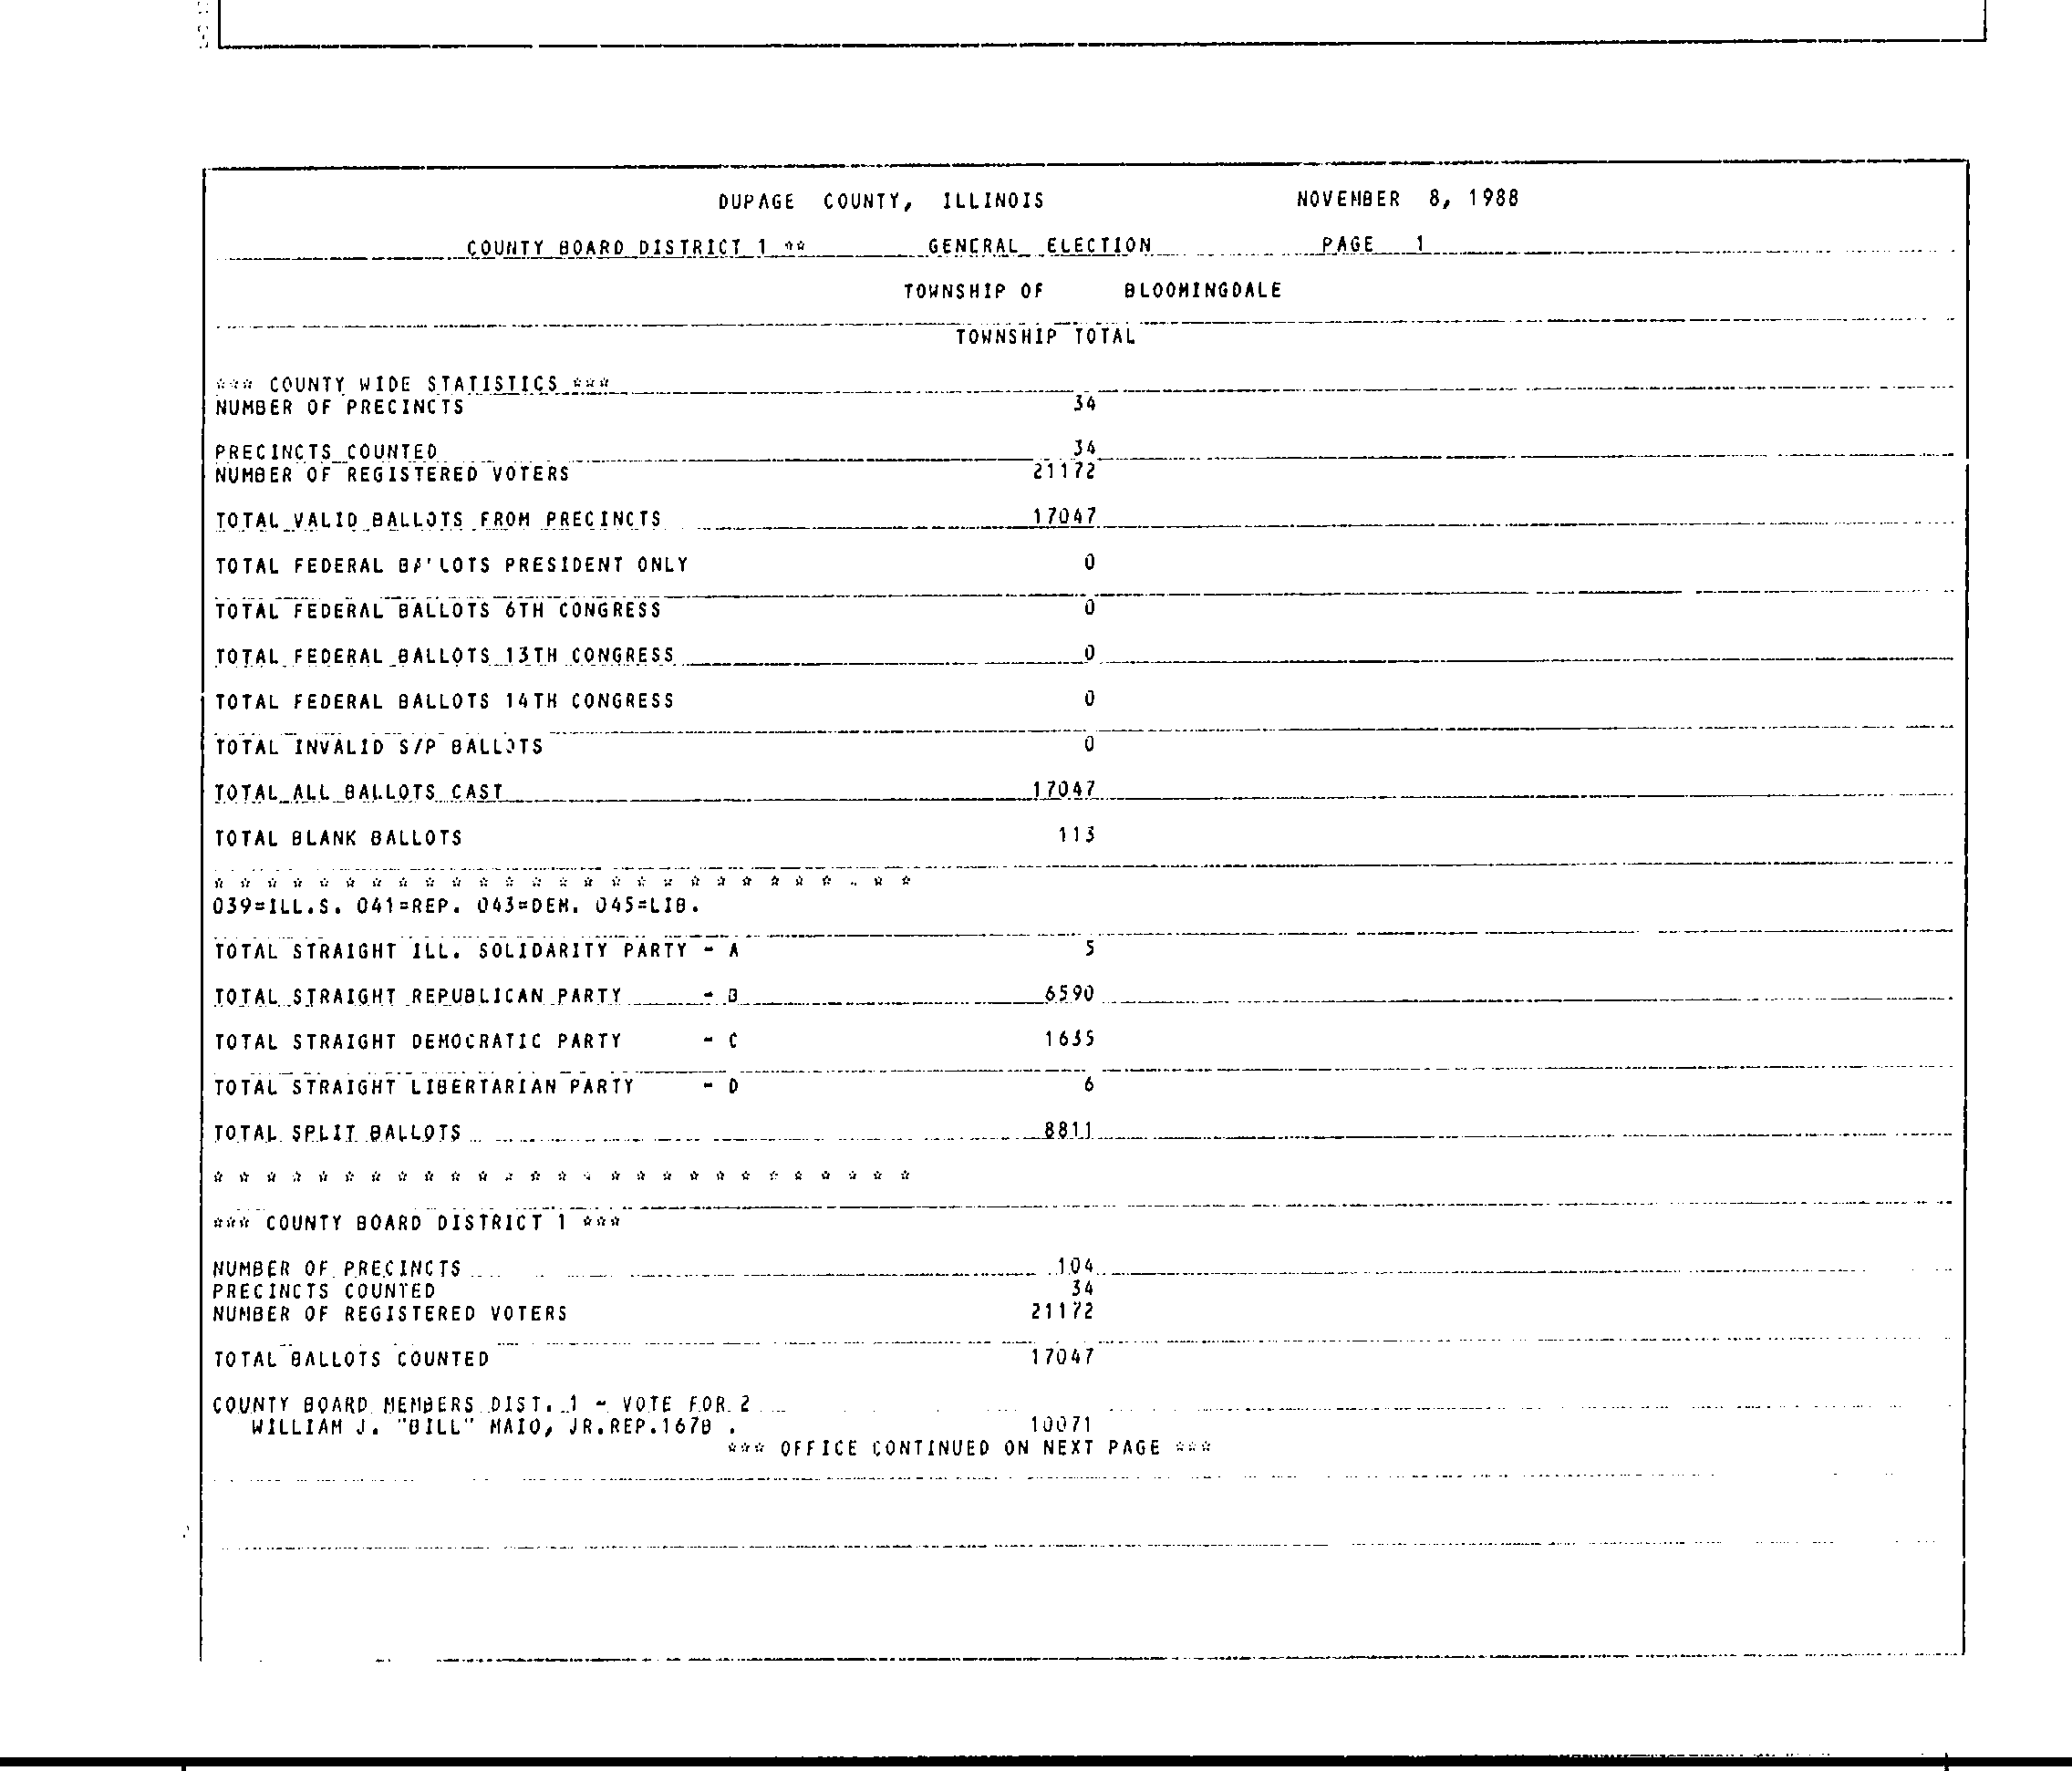 DUPAGE COUNTY, ILLINOIS NOVEMBER 8, 1988
COUNTY BOARD DISTRICT 1 ** GENERAL ELECTION PAGE 1
TOWNSHIP OF BLOOMINGDALE
TOWNSHIP TOTAL
*** COUNTY WIDE STATISTICS ***
NUMBER OF PRECINCTS 34
PRECINCTS COUNTED 34
NUMBER OF REGISTERED VOTERS 21172
TOTAL VALID BALLOTS FROM PRECINCTS 17047
TOTAL FEDERAL BALLOTS PRESIDENT ONLY 0
TOTAL FEDERAL BALLOTS 6TH CONGRESS 0
TOTAL FEDERAL BALLOTS 13TH CONGRESS 0
TOTAL FEDERAL BALLOTS 14TH CONGRESS 0
TOTAL INVALID S/P BALLOTS 0
TOTAL ALL BALLOTS CAST 17047
TOTAL BLANK BALLOTS 113
* * * * * * * * * * * * * * * * * * * * * * * * * * *
039=ILL.S. 041=REP. 043=DEM. 045=LIB.
TOTAL STRAIGHT ILL. SOLIDARITY PARTY - A 5
TOTAL STRAIGHT REPUBLICAN PARTY - B 6590
TOTAL STRAIGHT DEMOCRATIC PARTY - C 1635
TOTAL STRAIGHT LIBERTARIAN PARTY - D 6
TOTAL SPLIT BALLOTS 8811
* * * * * * * * * * * * * * * * * * * * * * * * * * *
*** COUNTY BOARD DISTRICT 1 ***
NUMBER OF PRECINCTS 104
PRECINCTS COUNTED 34
NUMBER OF REGISTERED VOTERS 21172
TOTAL BALLOTS COUNTED 17047
COUNTY BOARD MEMBERS DIST. 1 - VOTE FOR 2
WILLIAM J. "BILL" MAIO, JR.REP.167B . 10071
*** OFFICE CONTINUED ON NEXT PAGE ***